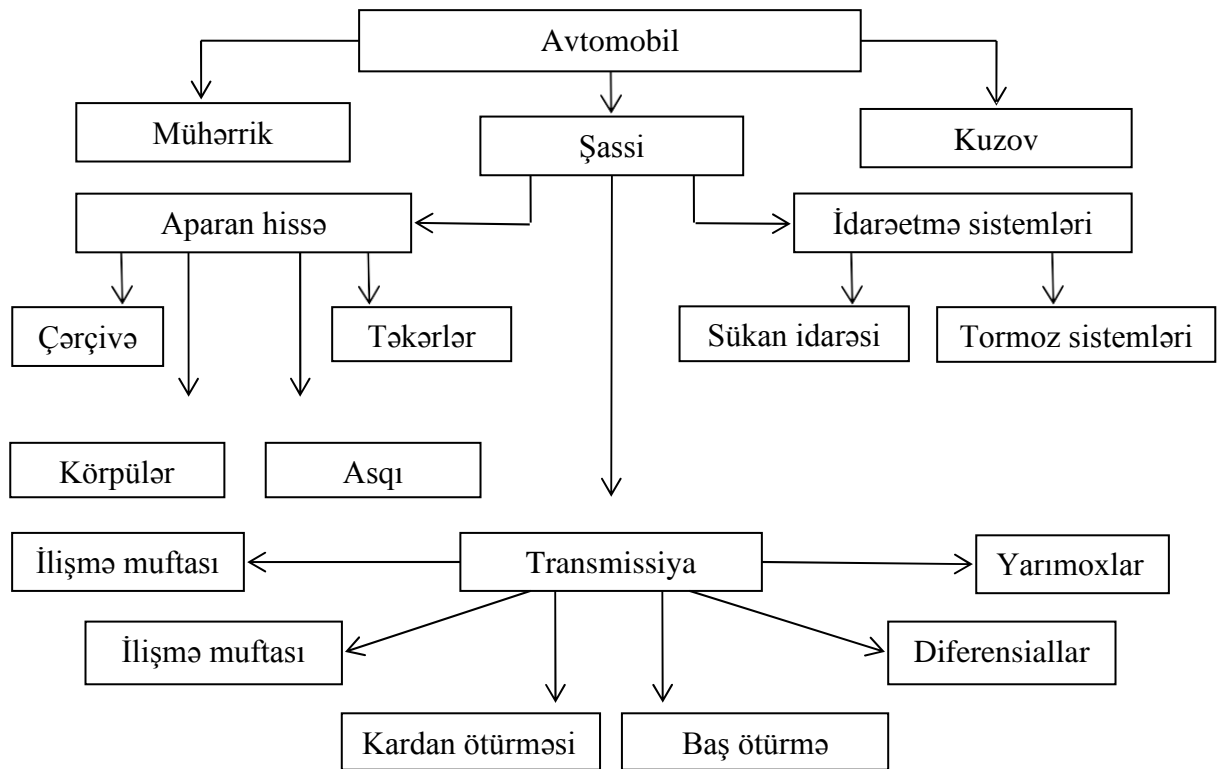 Avtomobil
Mühərrik
Şassi
Kuzov
Aparan hissə
İdarəetmə sistemləri
Çərçivə
Təkərlər
Sükan idarəsi
Tormoz sistemləri
Körpülər
Asqı
İlişmə muftası
Transmissiya
Yarımoxlar
İlişmə muftası
Diferensiallar
Kardan ötürməsi
Baş ötürmə